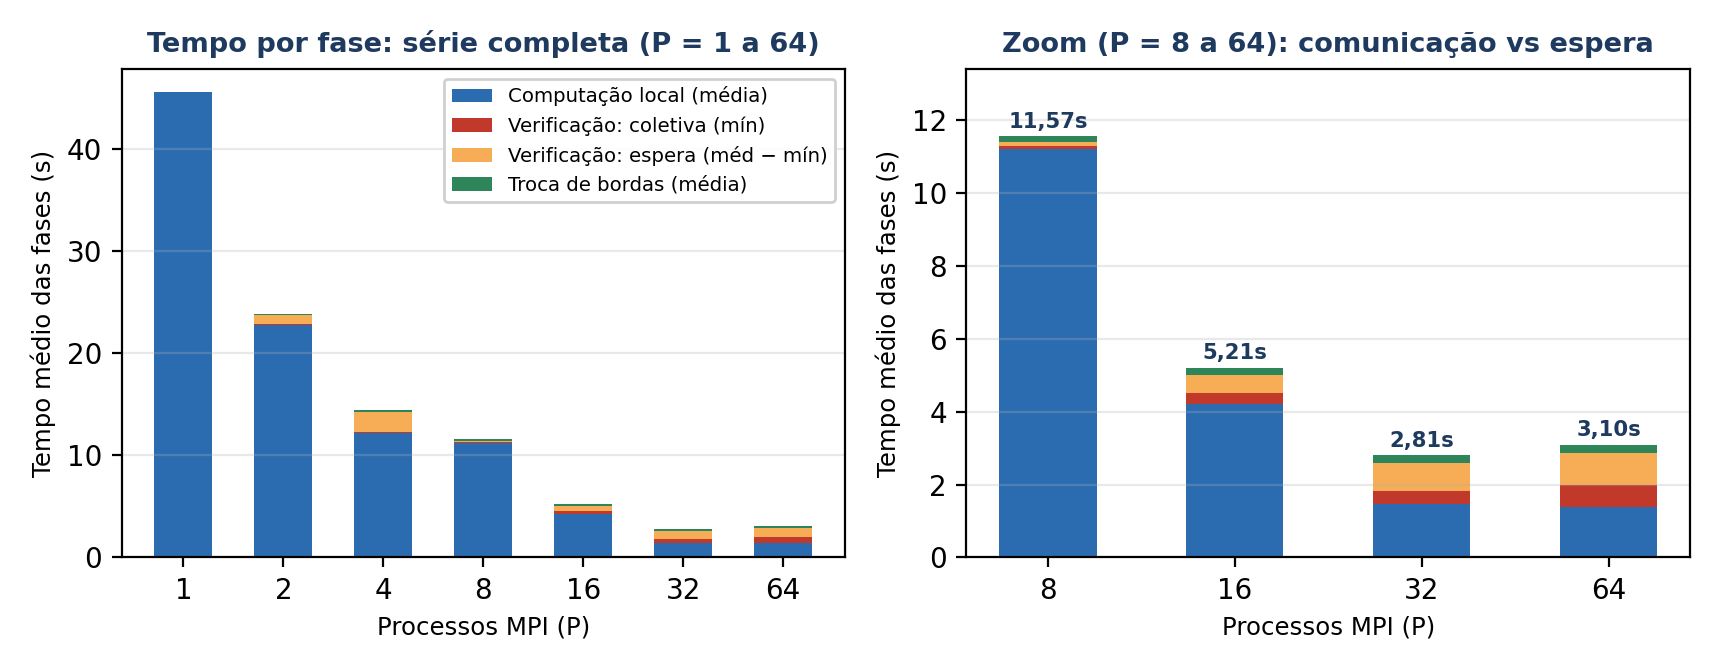 Tempo por fase: série completa (P = 1 a 64)
Tempo médio das fases (s)
40
30
20
10
0
Computação local (média)
Verificação: coletiva (mín)
Verificação: espera (méd − mín)
Troca de bordas (média)
1 2 4 8 16 32 64
Processos MPI (P)
Zoom (P = 8 a 64): comunicação vs espera
Tempo médio das fases (s)
12
10
8
6
4
2
0
11,57s
5,21s
2,81s
3,10s
8 16 32 64
Processos MPI (P)